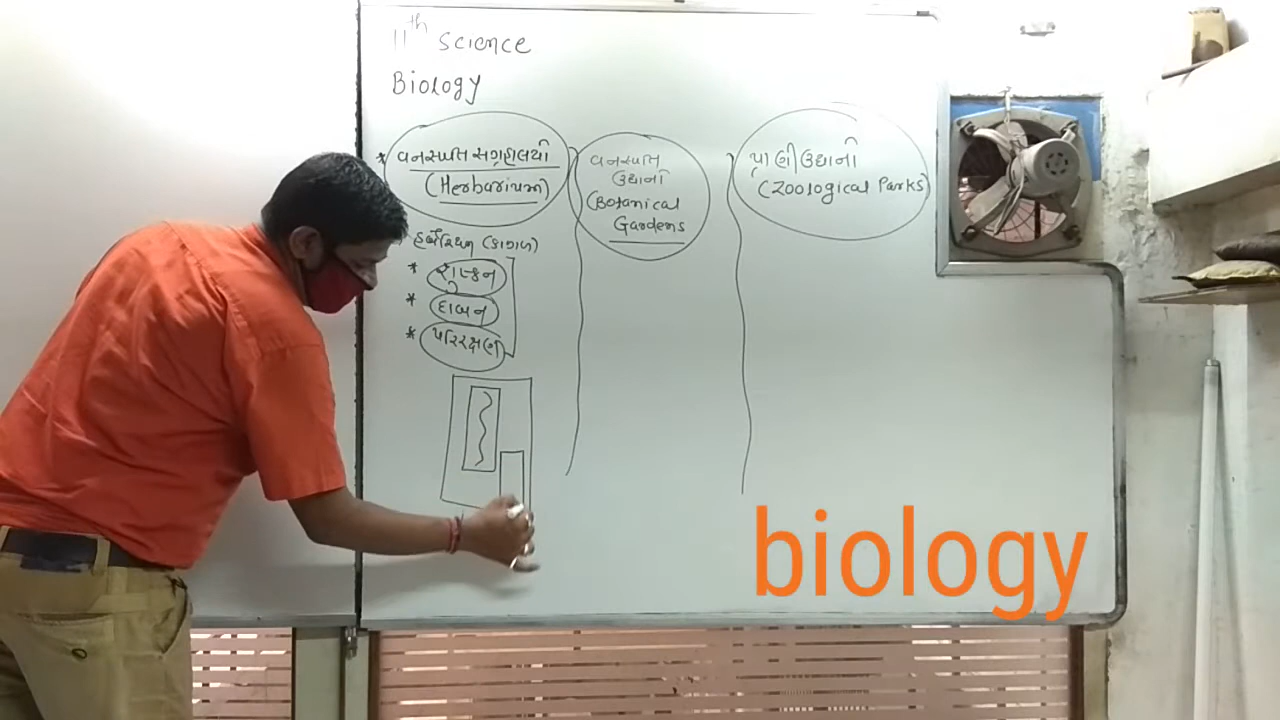 11th Science
Biology
* વનસ્પતિ સંગ્રહાલયો
(Herbarium)
વનસ્પતિ
ઉદ્યાનો
(Botanical
Gardens
પ્રાણી ઉદ્યાનો
(Zoological Parks)
હર્બેરિયમ (કાગળ)
* શુષ્કન
* દાબન
* પરિરક્ષણ
biology